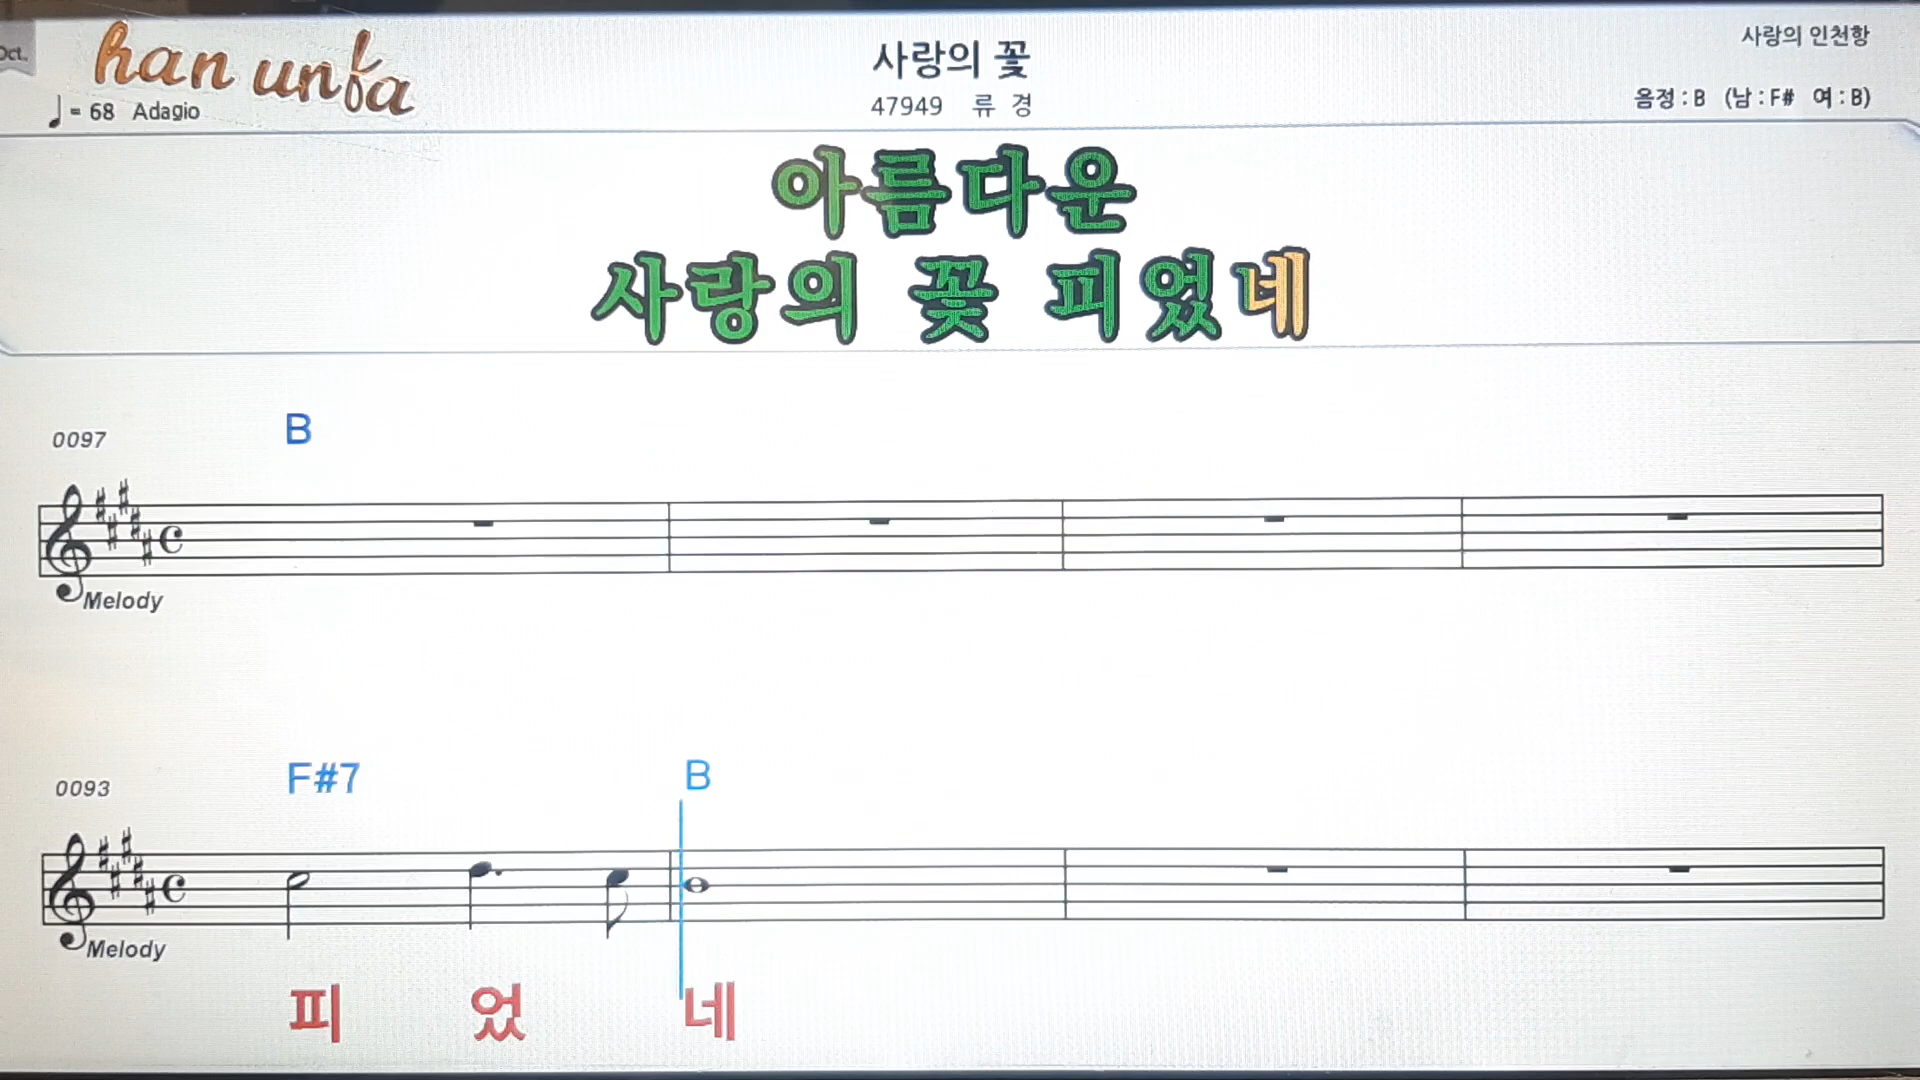 Oct.
han unba
사랑의 꽃
사랑의 인천항
= 68 Adagio
47949 류 경
음정 : B (남 : F# 여 : B)
아름다운
사랑의 꽃 피었네
0097 B
Melody
0093 F#7 B
Melody
피 었 네